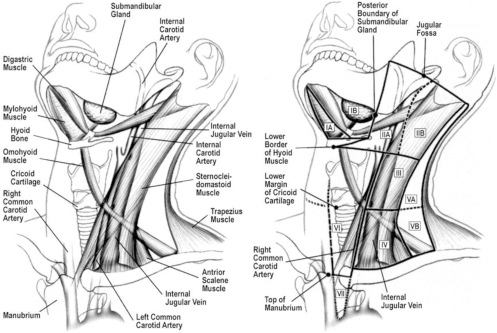 Submandibular
Gland
Internal
Carotid
Artery
Digastric
Muscle
Mylohyoid
Muscle
Hyoid
Bone
Omohyoid
Muscle
Cricoid
Cartilage
Right
Common
Carotid
Artery
Manubrium
Internal
Jugular Vein
Internal
Carotid
Artery
Sternoclei-
domastoid
Muscle
Trapezius
Muscle
Antrior
Scalene
Muscle
Internal
Jugular Vein
Left Common
Carotid Artery
Posterior
Boundary of
Submandibular
Gland
Jugular
Fossa
IB
IA
IIA
IIB
Lower
Border
of Hyoid
Muscle
III
Lower
Margin
of Cricoid
Cartilage
VA
VI
VB
IV
Right
Common
Carotid
Artery
VII
Top of
Manubrium
Internal
Jugular Vein